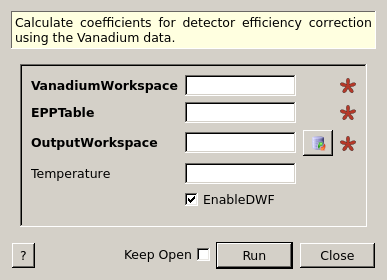 Calculate coefficients for detector efficiency correction
using the Vanadium data.
VanadiumWorkspace
EPPTable
OutputWorkspace
Temperature
EnableDWF
? Keep Open Run Close